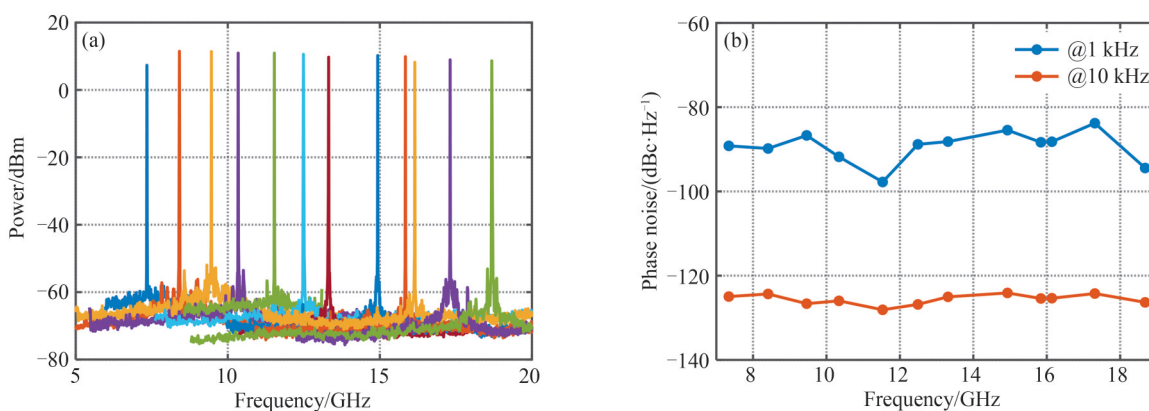 (a)
20
0
−20
−40
−60
−80
Power/dBm
5
10
15
20
Frequency/GHz
(b)
@1 kHz
@10 kHz
−60
−80
−100
−120
−140
Phase noise/(dBc·Hz⁻¹)
8
10
12
14
16
18
Frequency/GHz